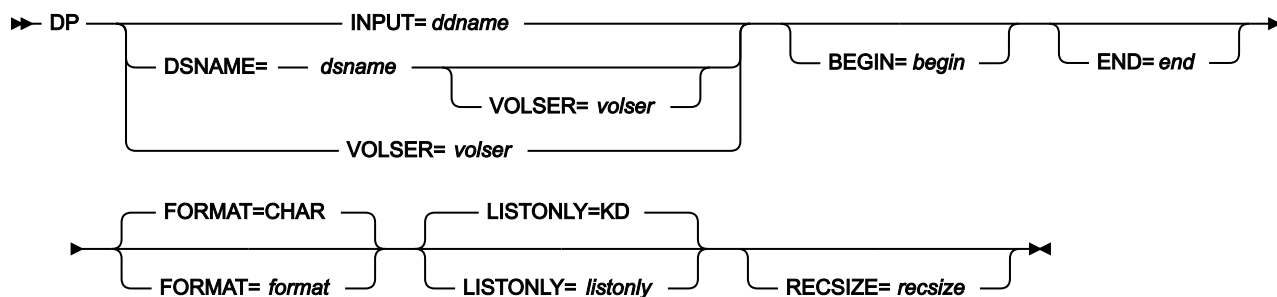 DP INPUT= ddname BEGIN= begin END= end
DSNAME= dsname VOLSER= volser
VOLSER= volser
FORMAT=CHAR LISTONLY=KD
FORMAT= format LISTONLY= listonly RECSIZE= recsize